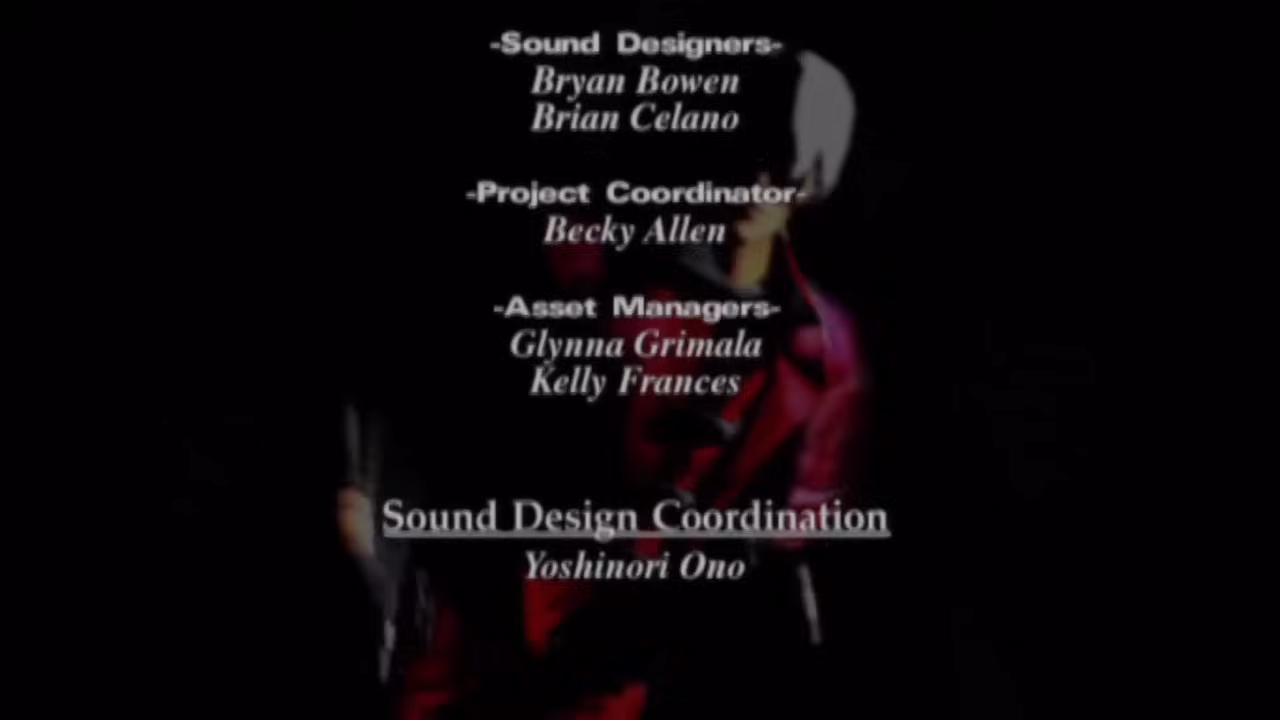 -Sound Designers-
Bryan Bowen
Brian Celano
-Project Coordinator-
Becky Allen
-Asset Managers-
Glynna Grimala
Kelly Frances
Sound Design Coordination
Yoshinori Ono